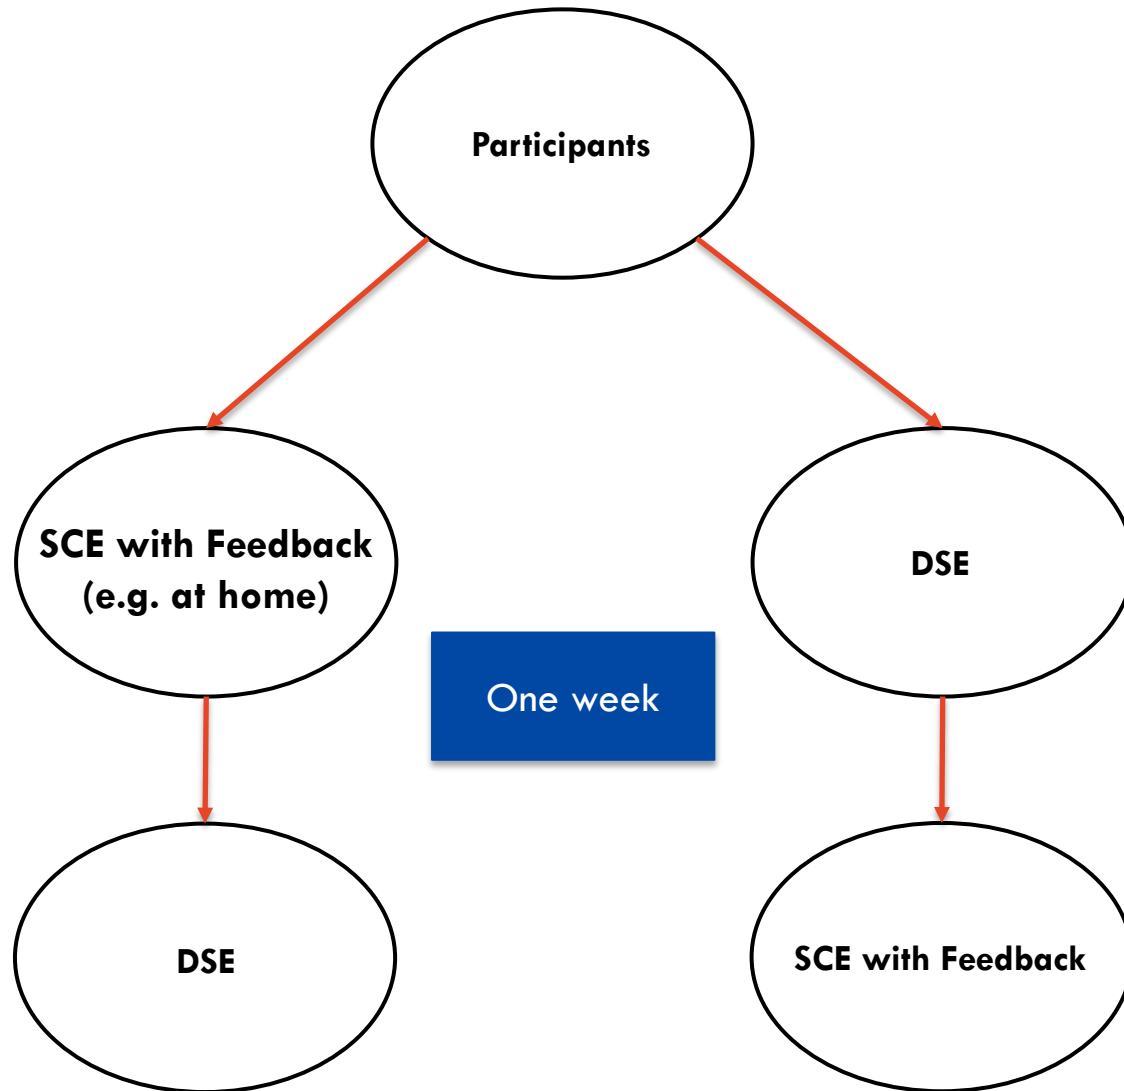 Participants
SCE with Feedback
(e.g. at home)
DSE
One week
DSE
SCE with Feedback